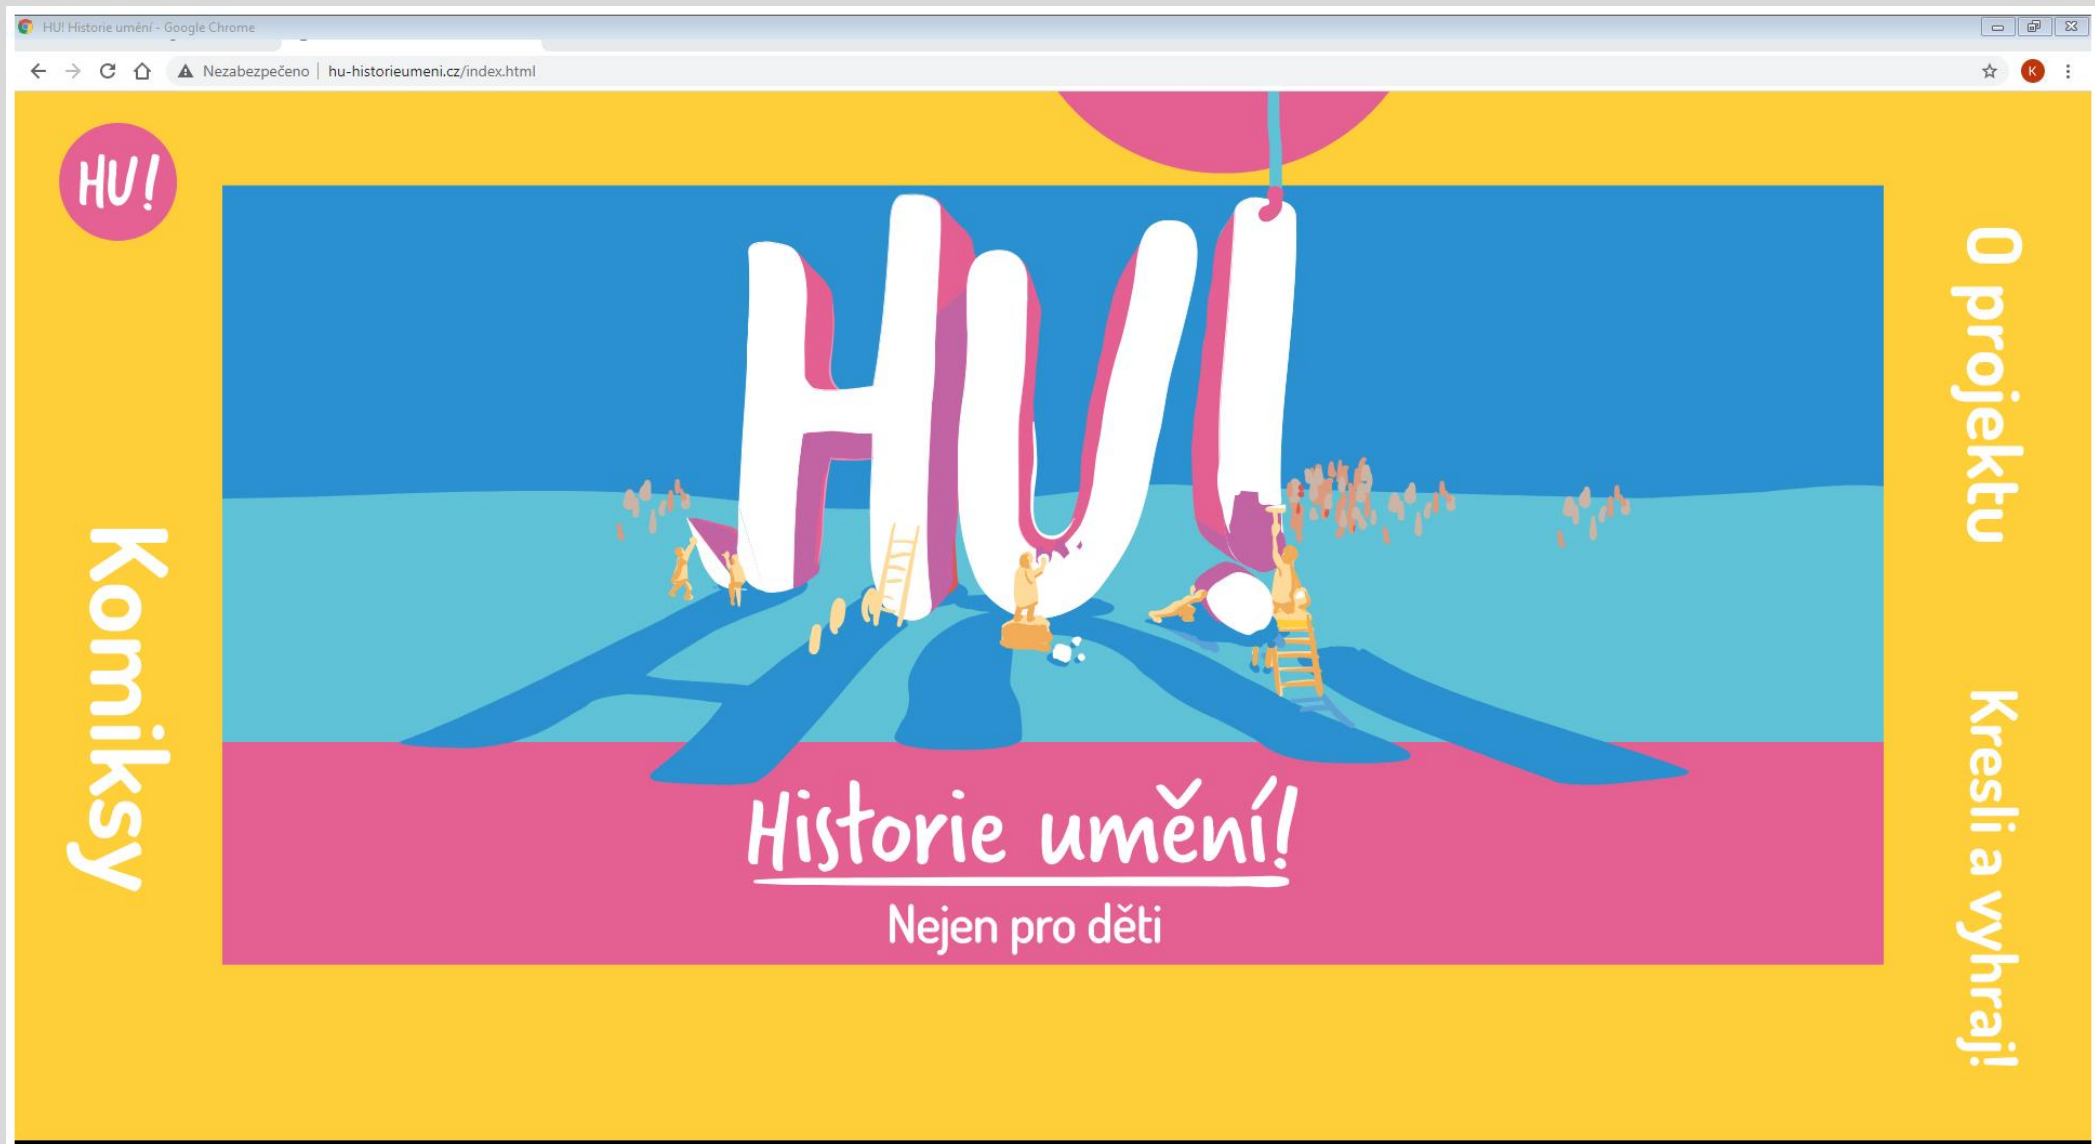 HU! Historie umění - Google Chrome
Nezabezpečeno | hu-historieumeni.cz/index.html
K
HU!
HU!
O projektu
Komiksy
Kresli a vyhraj!
Historie umění!
Nejen pro děti